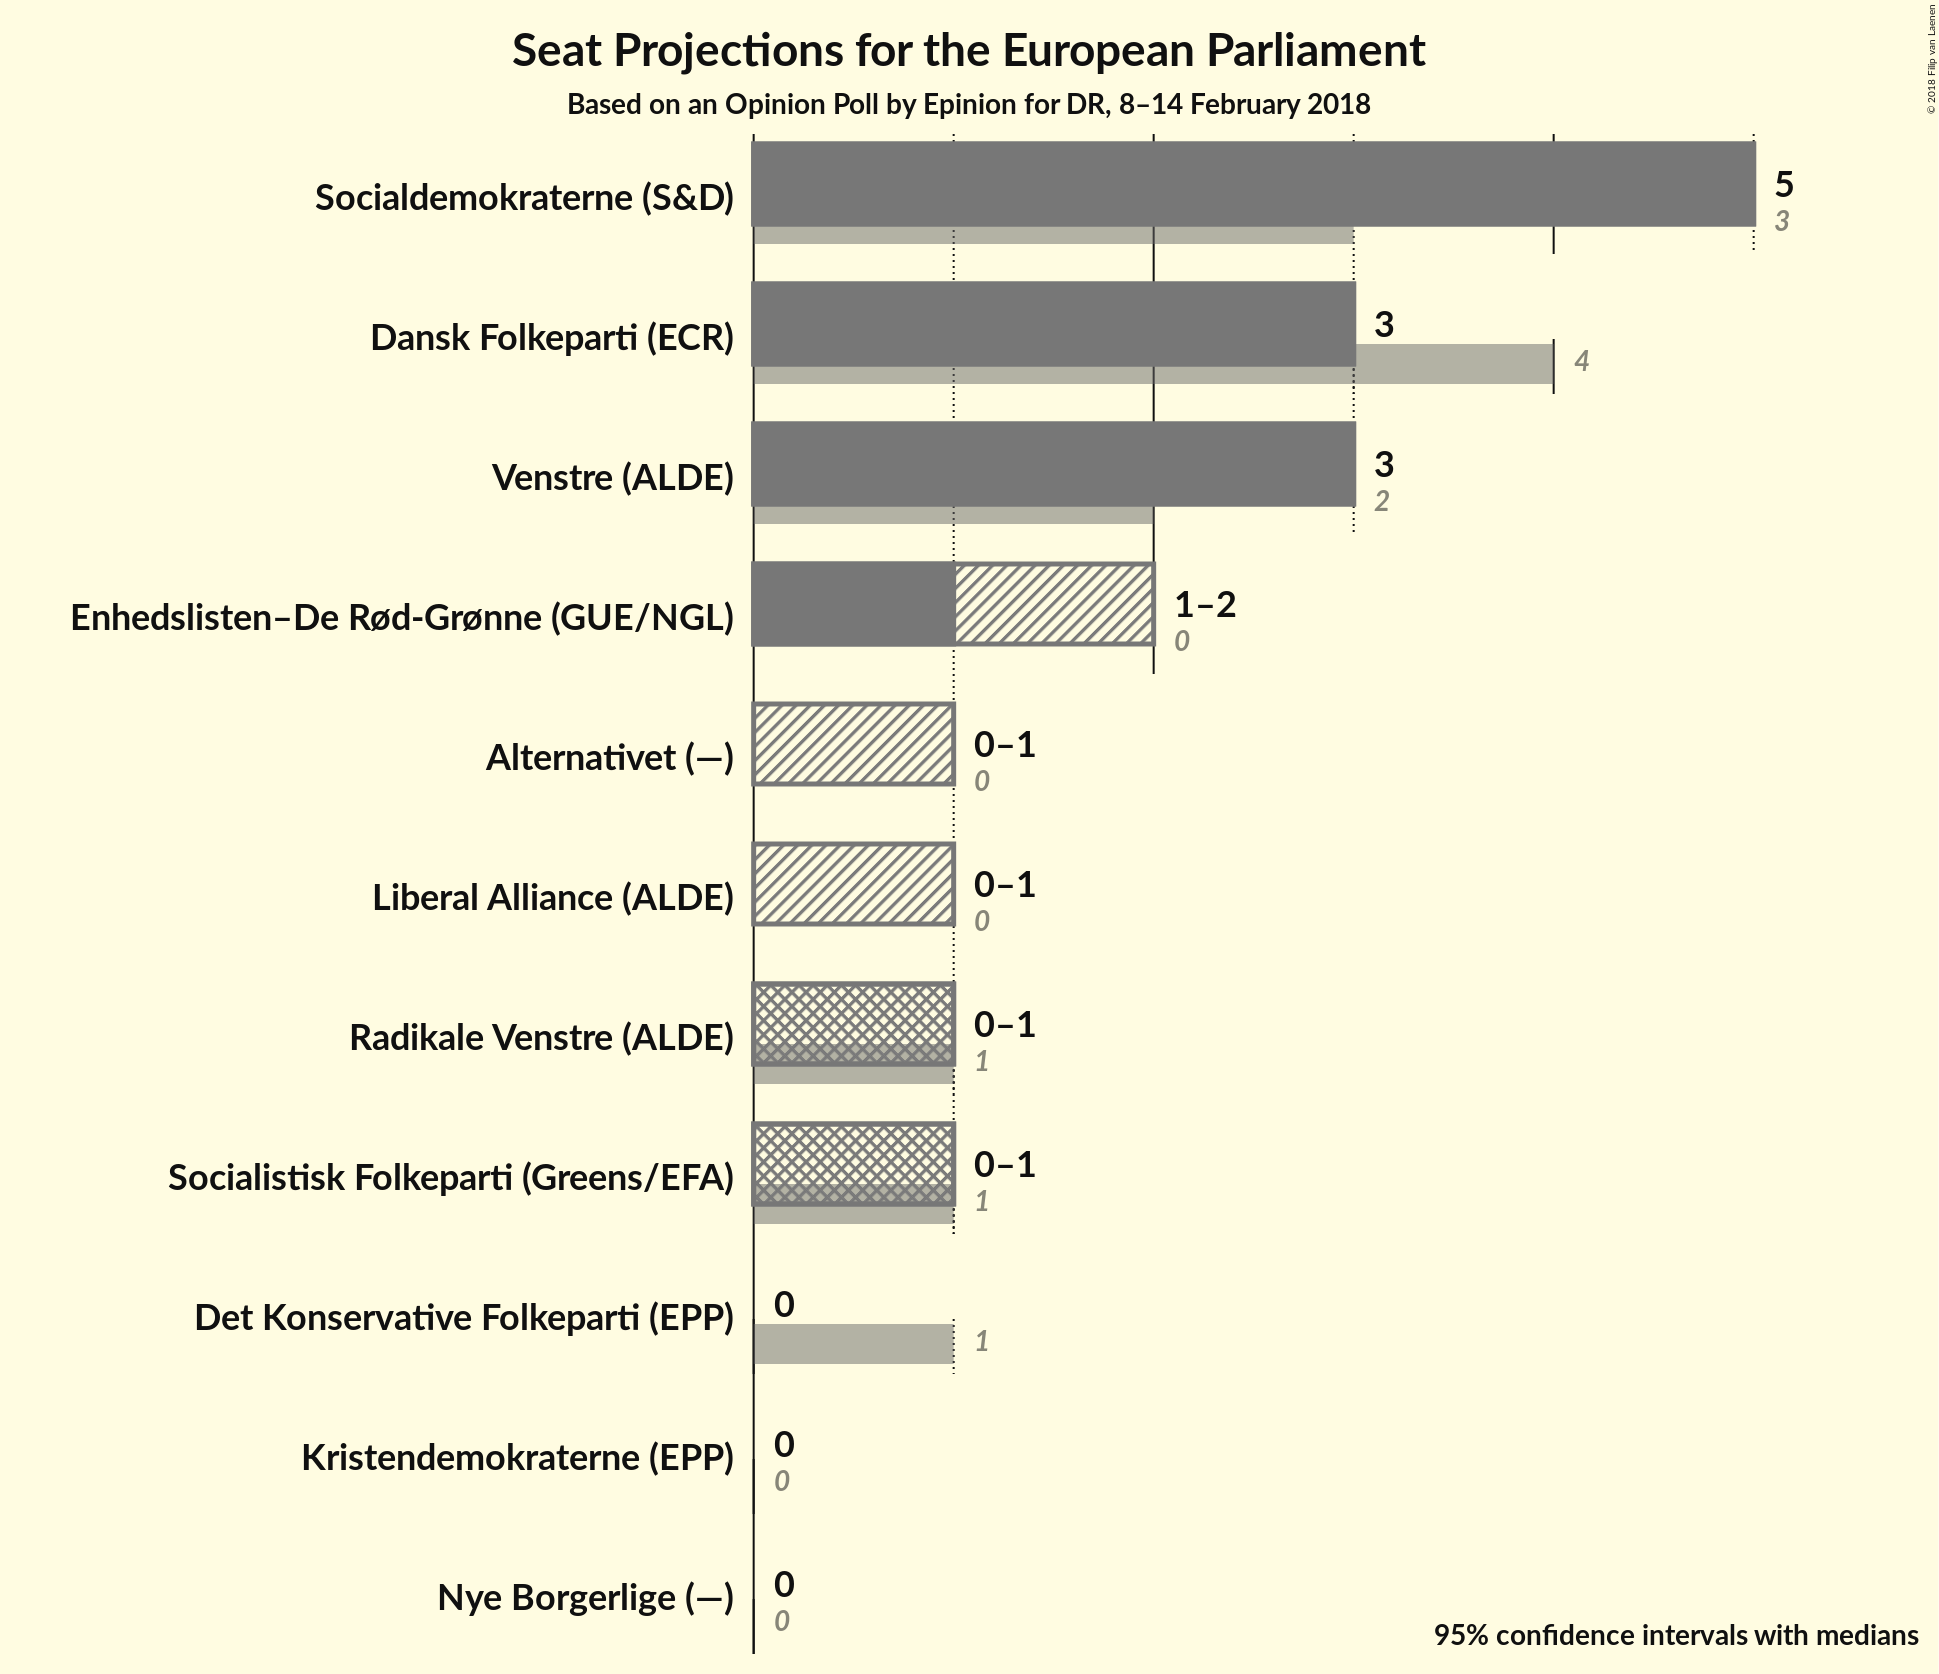 Seat Projections for the European Parliament
Based on an Opinion Poll by Epinion for DR, 8–14 February 2018
© 2018 Filip van Laenen
Socialdemokraterne (S&D)
5
3
Dansk Folkeparti (ECR)
3
4
Venstre (ALDE)
3
2
Enhedslisten–De Rød-Grønne (GUE/NGL)
1–2
0
Alternativet (—)
0–1
0
Liberal Alliance (ALDE)
0–1
0
Radikale Venstre (ALDE)
0–1
1
Socialistisk Folkeparti (Greens/EFA)
0–1
1
Det Konservative Folkeparti (EPP)
0
1
Kristendemokraterne (EPP)
0
0
Nye Borgerlige (—)
0
0
95% confidence intervals with medians